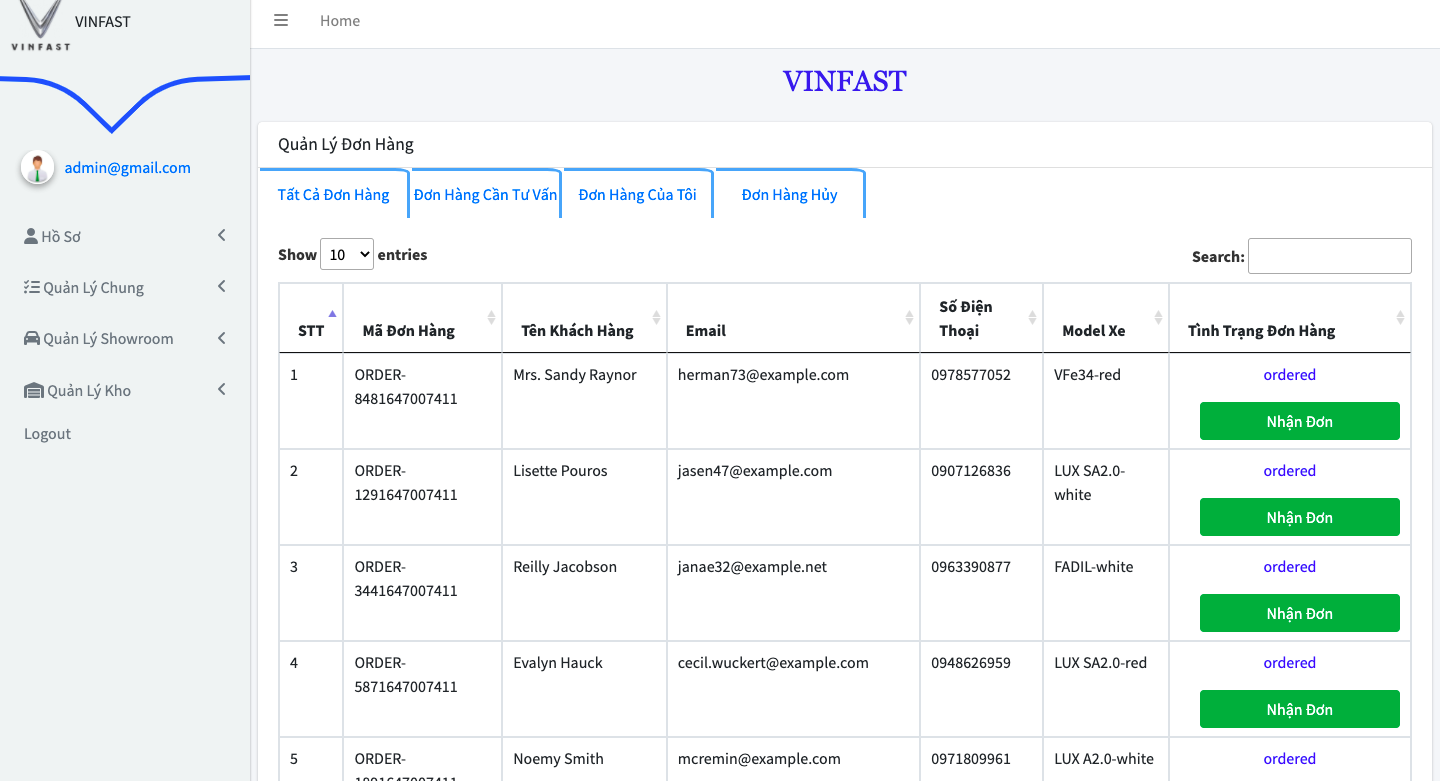 VINFAST
VINFAST
Home
VINFAST
admin@gmail.com
Hồ Sơ
Quản Lý Chung
Quản Lý Showroom
Quản Lý Kho
Logout
Quản Lý Đơn Hàng
Tất Cả Đơn Hàng
Đơn Hàng Cần Tư Vấn
Đơn Hàng Của Tôi
Đơn Hàng Hủy
Show 10 entries
Search:
STT
Mã Đơn Hàng
Tên Khách Hàng
Email
Số Điện
Thoại
Model Xe
Tình Trạng Đơn Hàng
1
ORDER-
8481647007411
Mrs. Sandy Raynor
herman73@example.com
0978577052
VFe34-red
ordered
Nhận Đơn
2
ORDER-
1291647007411
Lisette Pouros
jasen47@example.com
0907126836
LUX SA2.0-
white
ordered
Nhận Đơn
3
ORDER-
3441647007411
Reilly Jacobson
janae32@example.net
0963390877
FADIL-white
ordered
Nhận Đơn
4
ORDER-
5871647007411
Evalyn Hauck
cecil.wuckert@example.com
0948626959
LUX SA2.0-red
ordered
Nhận Đơn
5
ORDER-
Noemy Smith
mcremin@example.com
0971809961
LUX A2.0-white
ordered